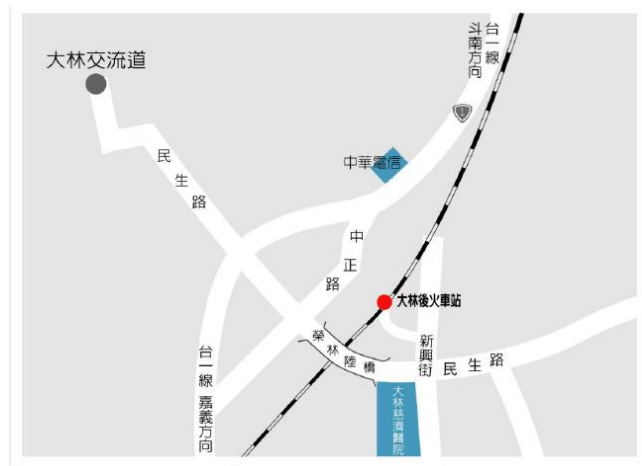 大林交流道
台一線
斗南方向
1
中華電信
民生路
中正路
大林後火車站
榮林陸橋
新興街
民生路
台一線 嘉義方向
大林慈濟醫院